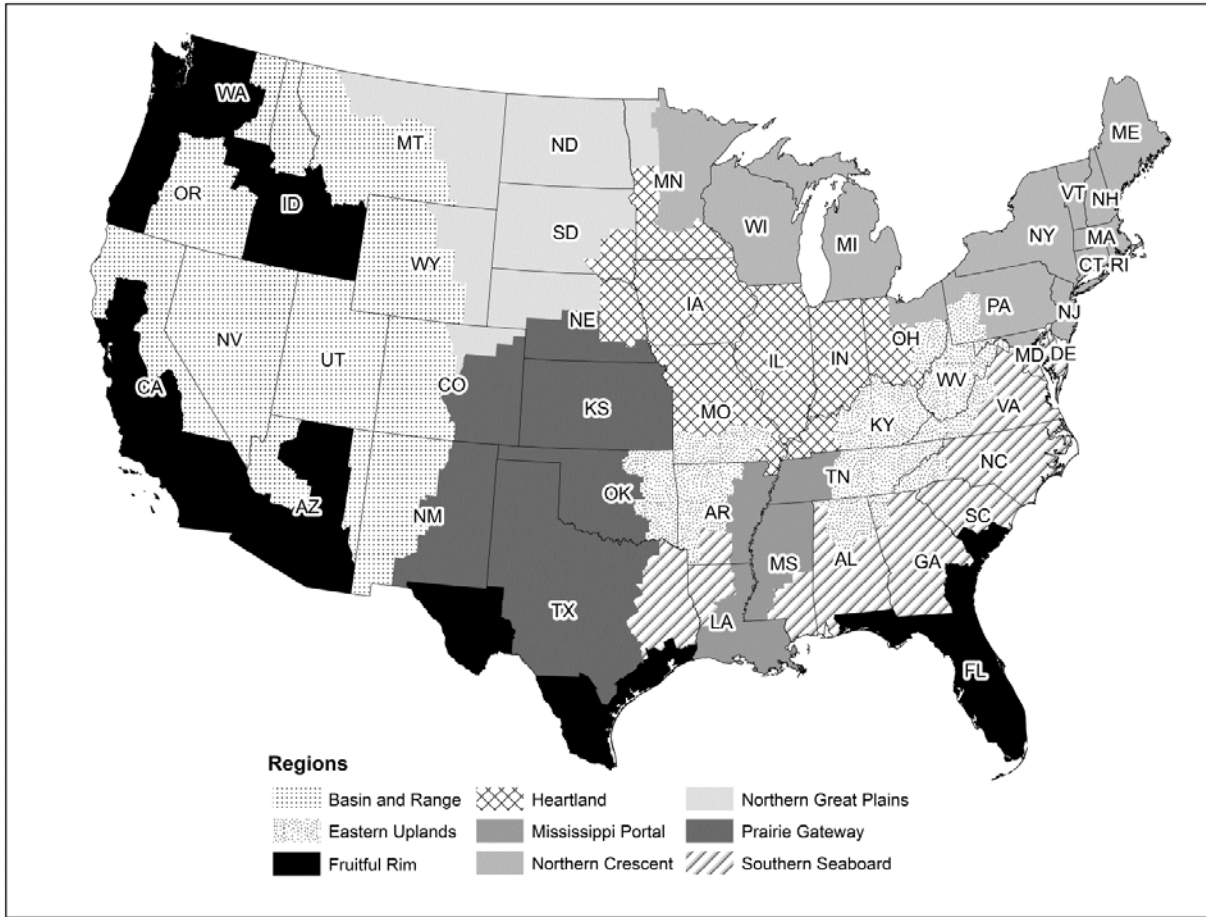 WA
MT
ND
MN
ME
OR
ID
SD
WI
MI
VT
NH
NY
MA
CT
RI
WY
IA
NE
PA
NJ
NV
UT
CO
IL
IN
OH
MD
DE
CA
KS
MO
WV
VA
KY
AZ
NM
OK
AR
TN
NC
SC
TX
LA
MS
AL
GA
FL
Regions
Basin and Range
Heartland
Northern Great Plains
Eastern Uplands
Mississippi Portal
Prairie Gateway
Fruitful Rim
Northern Crescent
Southern Seaboard